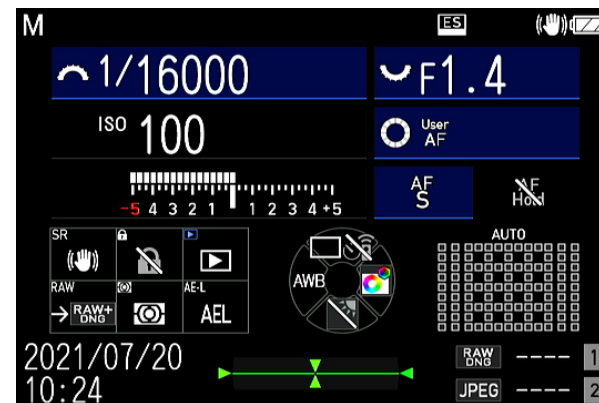 M ES
1/16000 F1.4
ISO 100 User AF
-5 4 3 2 1 1 2 3 4 +5 AF S AF Hold
SR AUTO
RAW AE-L AWB
RAW+ DNG AEL
2021/07/20 RAW DNG ---- 1
10:24 JPEG ---- 2